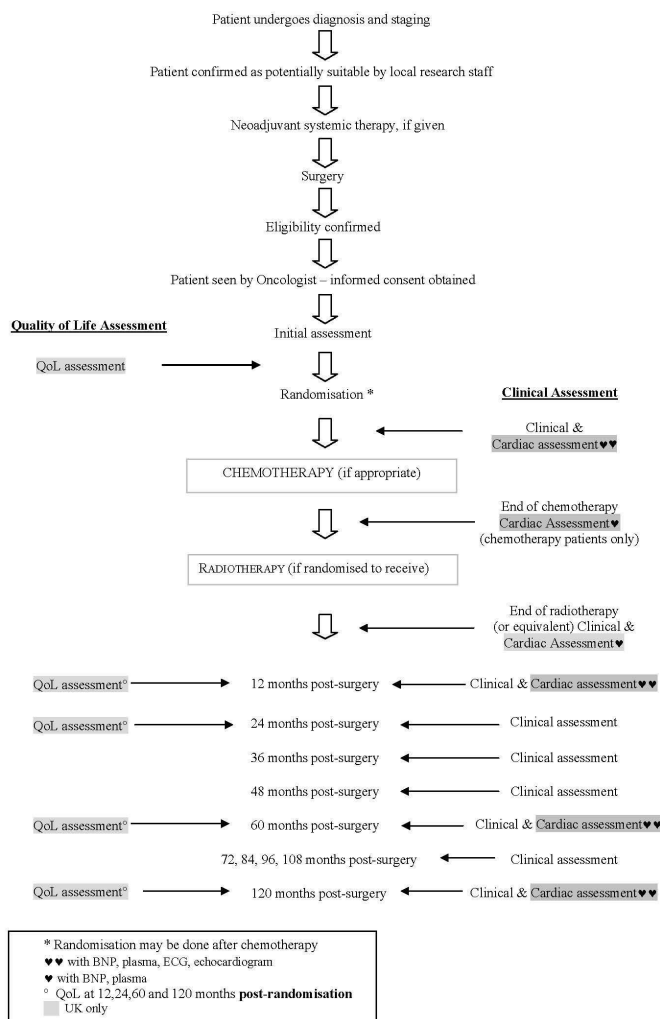 Patient undergoes diagnosis and staging
Patient confirmed as potentially suitable by local research staff
Neoadjuvant systemic therapy, if given
Surgery
Eligibility confirmed
Patient seen by Oncologist – informed consent obtained
Quality of Life Assessment
Initial assessment
QoL assessment
Randomisation *
Clinical Assessment
Clinical &
Cardiac assessment♥♥
CHEMOTHERAPY (if appropriate)
End of chemotherapy
Cardiac Assessment♥
(chemotherapy patients only)
RADIOTHERAPY (if randomised to receive)
End of radiotherapy
(or equivalent) Clinical &
Cardiac Assessment♥
QoL assessment° 12 months post-surgery Clinical & Cardiac assessment♥♥
QoL assessment° 24 months post-surgery Clinical assessment
36 months post-surgery Clinical assessment
48 months post-surgery Clinical assessment
QoL assessment° 60 months post-surgery Clinical & Cardiac assessment♥♥
72, 84, 96, 108 months post-surgery Clinical assessment
QoL assessment° 120 months post-surgery Clinical & Cardiac assessment♥♥
* Randomisation may be done after chemotherapy
♥♥ with BNP, plasma, ECG, echocardiogram
♥ with BNP, plasma
° QoL at 12,24,60 and 120 months post-randomisation
UK only